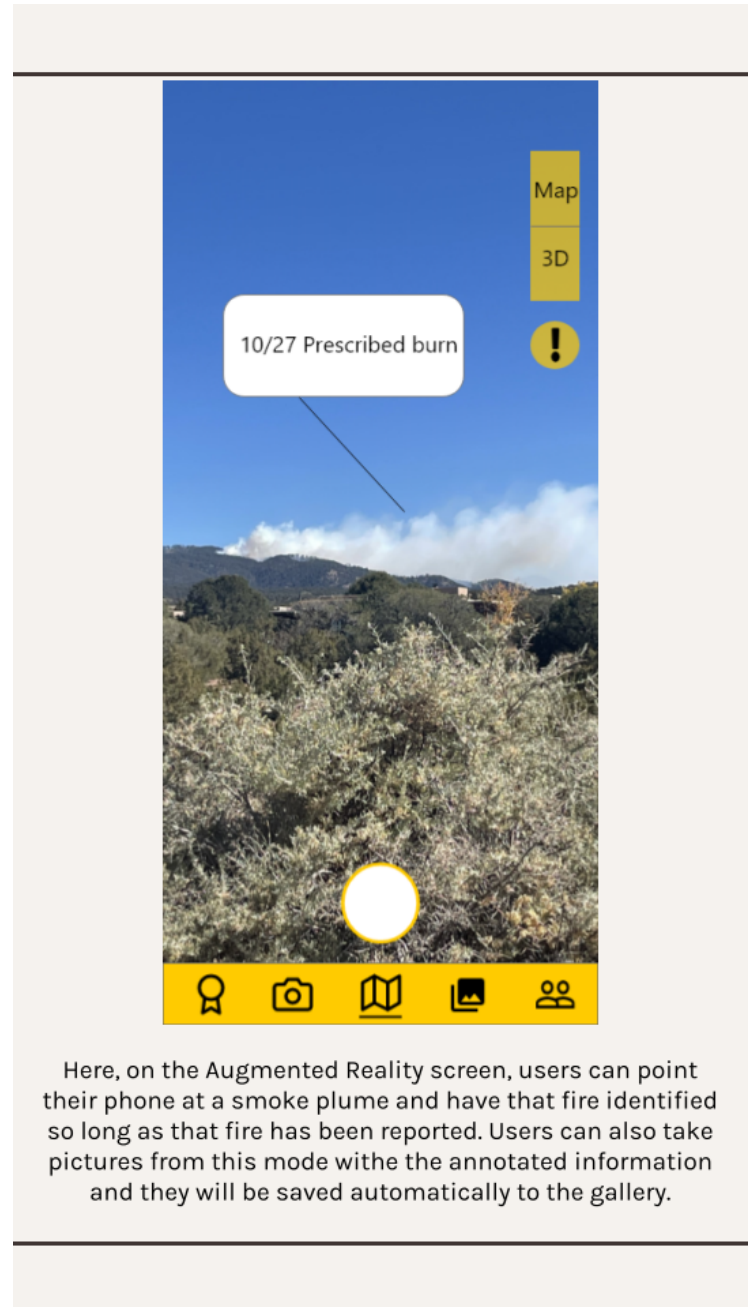 Map
3D
10/27 Prescribed burn
Here, on the Augmented Reality screen, users can point
their phone at a smoke plume and have that fire identified
so long as that fire has been reported. Users can also take
pictures from this mode withe the annotated information
and they will be saved automatically to the gallery.